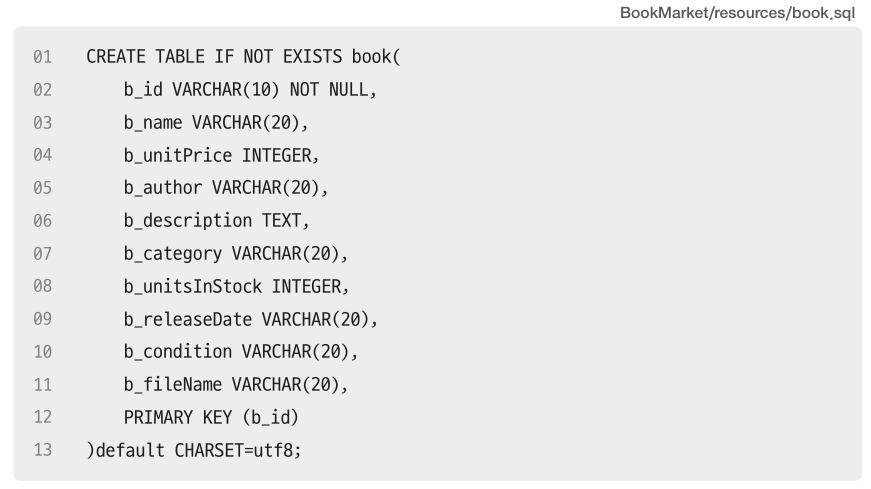 BookMarket/resources/book.sql
01 CREATE TABLE IF NOT EXISTS book(
02 b_id VARCHAR(10) NOT NULL,
03 b_name VARCHAR(20),
04 b_unitPrice INTEGER,
05 b_author VARCHAR(20),
06 b_description TEXT,
07 b_category VARCHAR(20),
08 b_unitsInStock INTEGER,
09 b_releaseDate VARCHAR(20),
10 b_condition VARCHAR(20),
11 b_fileName VARCHAR(20),
12 PRIMARY KEY (b_id)
13 )default CHARSET=utf8;